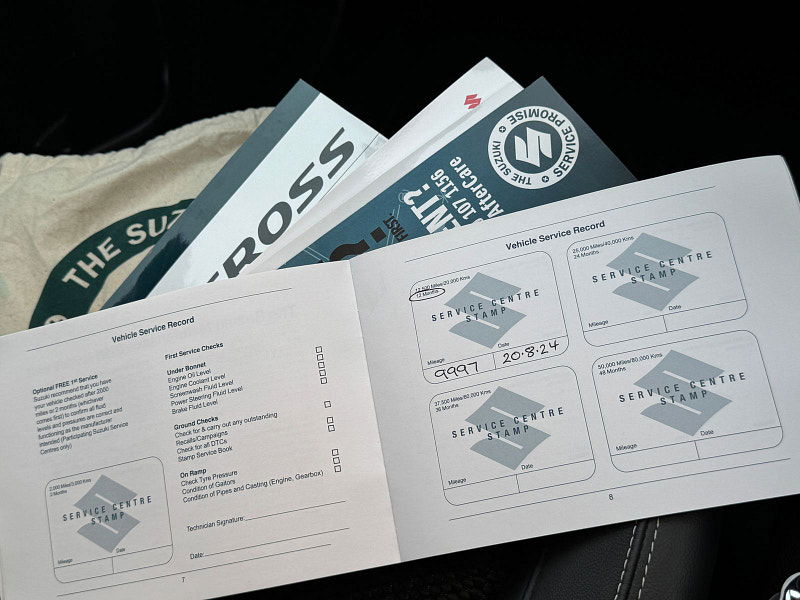 THE SUZ
ROSS
ENT?
107 1156
AfterCare
FIRST.
THE SUZUKI
SERVICE PROMISE
Vehicle Service Record
Optional FREE 1st Service
Suzuki recommend that you
have your vehicle checked after 2000
miles or 2 months (whichever
comes first) to confirm all fluid
levels and pressures are correct and
functioning as the manufacturer
intended (Participating Suzuki Service
Centres only)
2,000 Miles/3,000 Kms
2 Months
SERVICE CENTRE
STAMP
Mileage
Date
First Service Checks
Under Bonnet
Engine Oil Level
Engine Coolant Level
Screenwash Fluid Level
Power Steering Fluid Level
Brake Fluid Level
Ground Checks
Check for & carry out any outstanding
Recalls/Campaigns
Check for all DTCs
Stamp Service Book
On Ramp
Check Tyre Pressure
Condition of Gaitors
Condition of Pipes and Casting (Engine, Gearbox)
Technician Signature:
Date:
7
Vehicle Service Record
12,500 Miles/20,000 Kms
12 Months
SERVICE CENTRE
STAMP
Mileage
Date
9997
20.8.24
25,000 Miles/40,000 Kms
24 Months
SERVICE CENTRE
STAMP
Mileage
Date
37,500 Miles/60,000 Kms
36 Months
SERVICE CENTRE
STAMP
Mileage
Date
50,000 Miles/80,000 Kms
48 Months
SERVICE CENTRE
STAMP
Mileage
Date
8